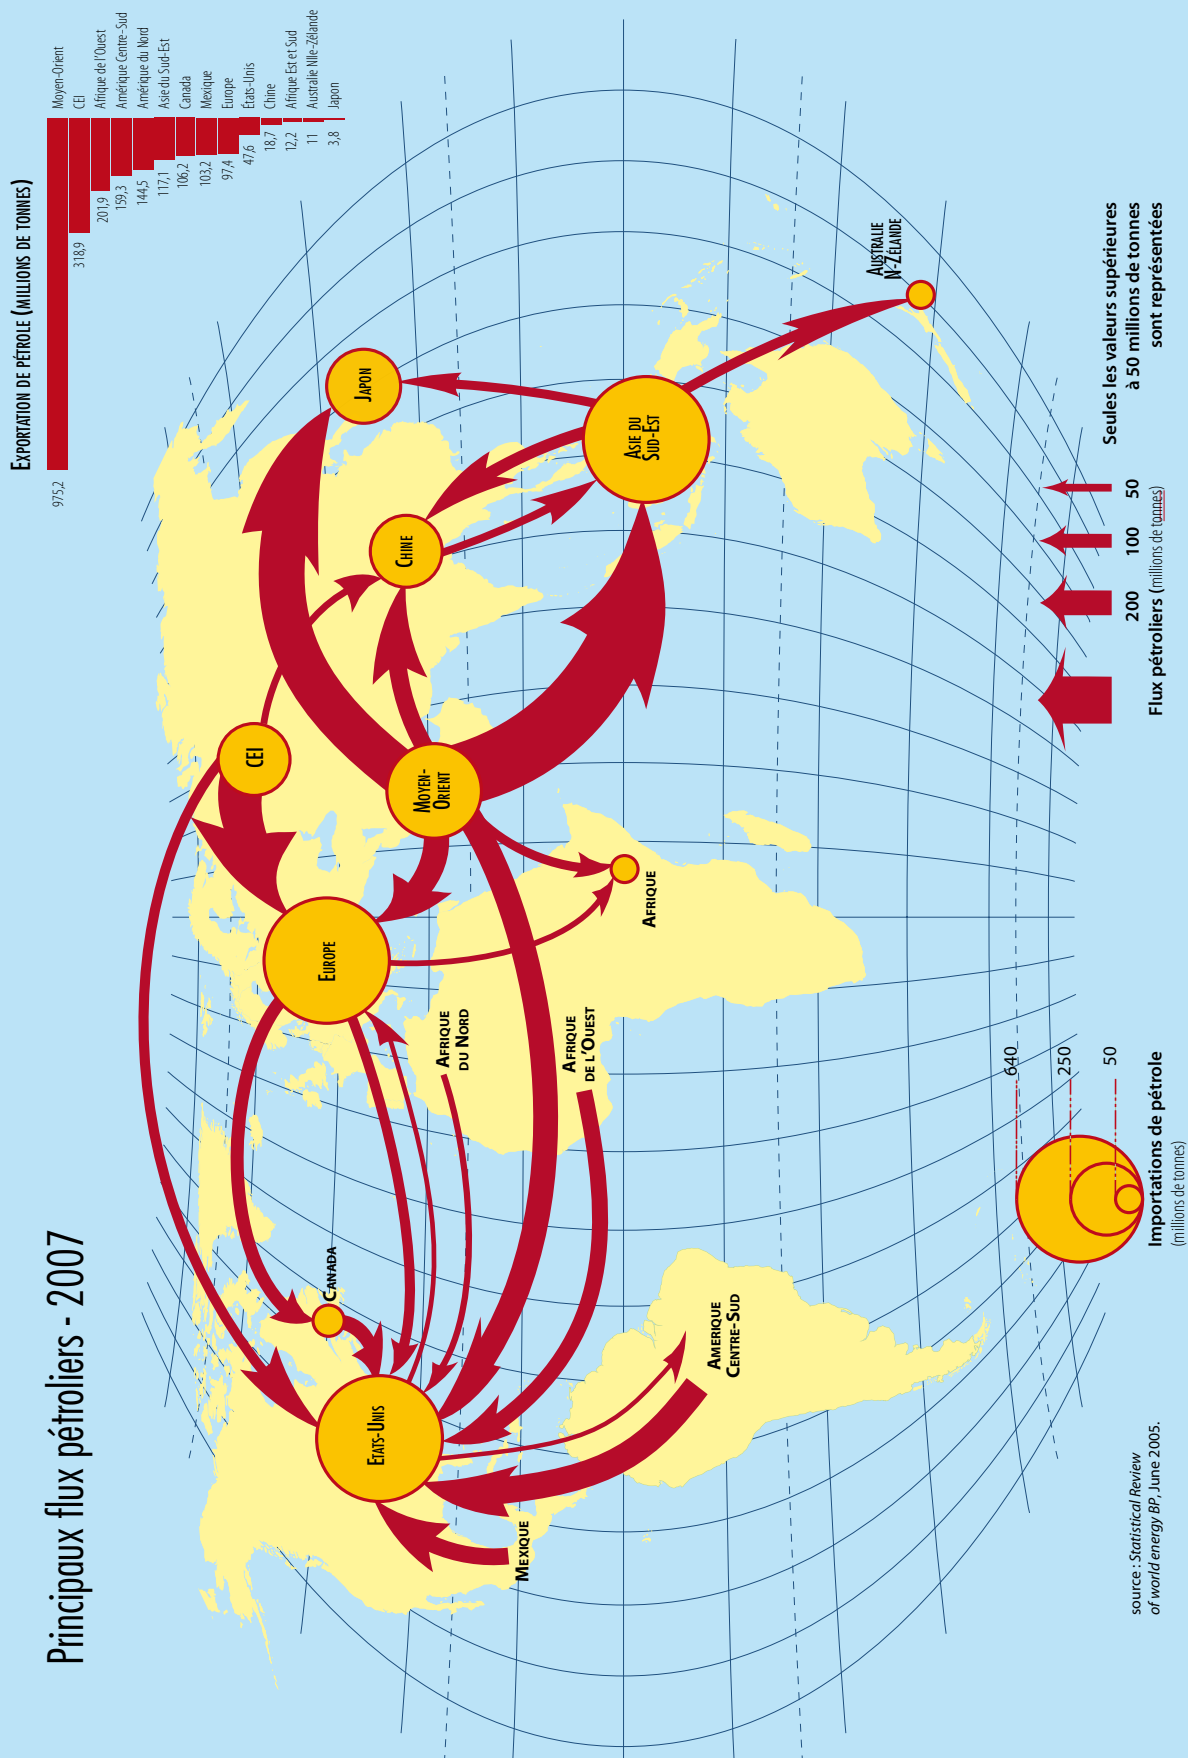 Principaux flux pétroliers - 2007
EXPORTATION DE PÉTROLE (MILLIONS DE TONNES)
975,2 Moyen-Orient
318,9 CEI
201,9 Afrique de l'Ouest
159,3 Amérique Centre-Sud
144,5 Amérique du Nord
117,1 Asie du Sud-Est
106,2 Canada
103,2 Mexique
97,4 Europe
47,6 États-Unis
18,7 Chine
12,2 Afrique Est et Sud
11 Australie Nlle-Zélande
3,8 Japon
CEI
EUROPE
CANADA
ETATS-UNIS
MEXIQUE
AFRIQUE
DU NORD
AFRIQUE
DE L'OUEST
AMERIQUE
CENTRE-SUD
AFRIQUE
MOYEN-
ORIENT
CHINE
JAPON
ASIE DU
SUD-EST
AUSTRALIE
N-ZÉLANDE
source : Statistical Review
of world energy BP, June 2005.
640
250
50
Importations de pétrole
(millions de tonnes)
200 100 50
Flux pétroliers (millions de tonnes)
Seules les valeurs supérieures
à 50 millions de tonnes
sont représentées